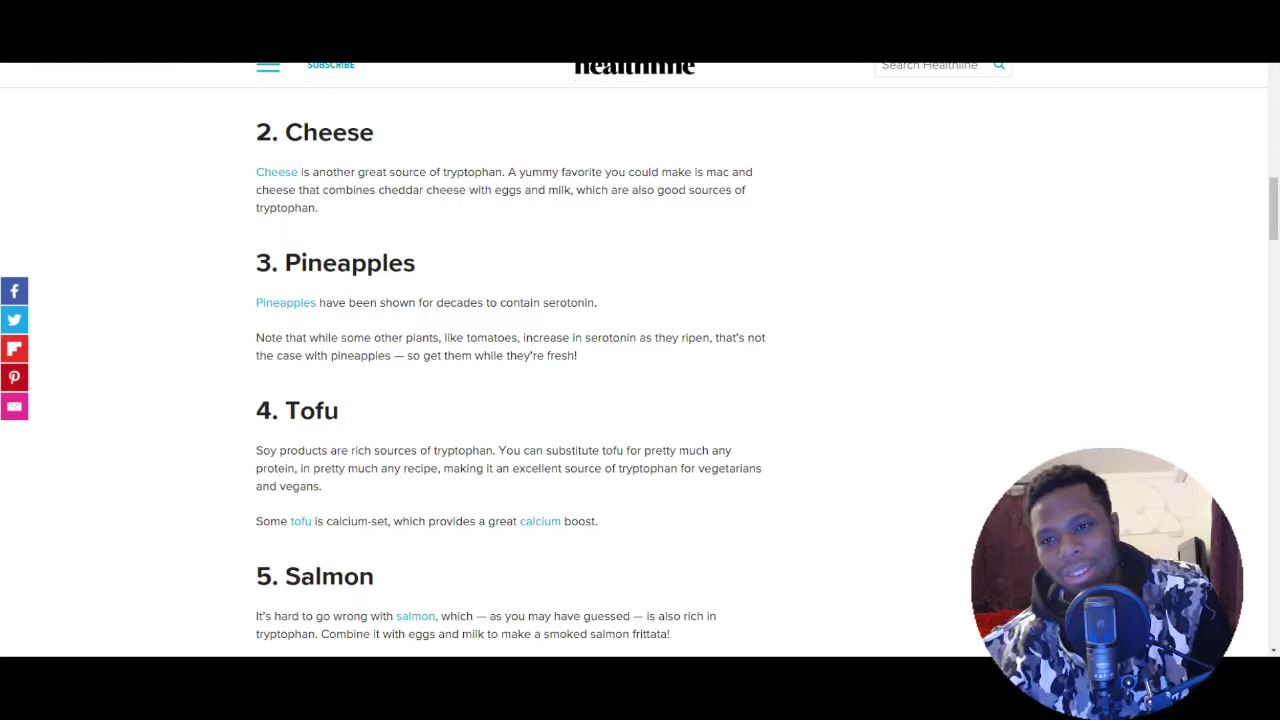 SUBSCRIBE
healthline
Search Healthline
2. Cheese
Cheese is another great source of tryptophan. A yummy favorite you could make is mac and
cheese that combines cheddar cheese with eggs and milk, which are also good sources of
tryptophan.
3. Pineapples
Pineapples have been shown for decades to contain serotonin.
Note that while some other plants, like tomatoes, increase in serotonin as they ripen, that's not
the case with pineapples — so get them while they're fresh!
4. Tofu
Soy products are rich sources of tryptophan. You can substitute tofu for pretty much any
protein, in pretty much any recipe, making it an excellent source of tryptophan for vegetarians
and vegans.
Some tofu is calcium-set, which provides a great calcium boost.
5. Salmon
It's hard to go wrong with salmon, which — as you may have guessed — is also rich in
tryptophan. Combine it with eggs and milk to make a smoked salmon frittata!